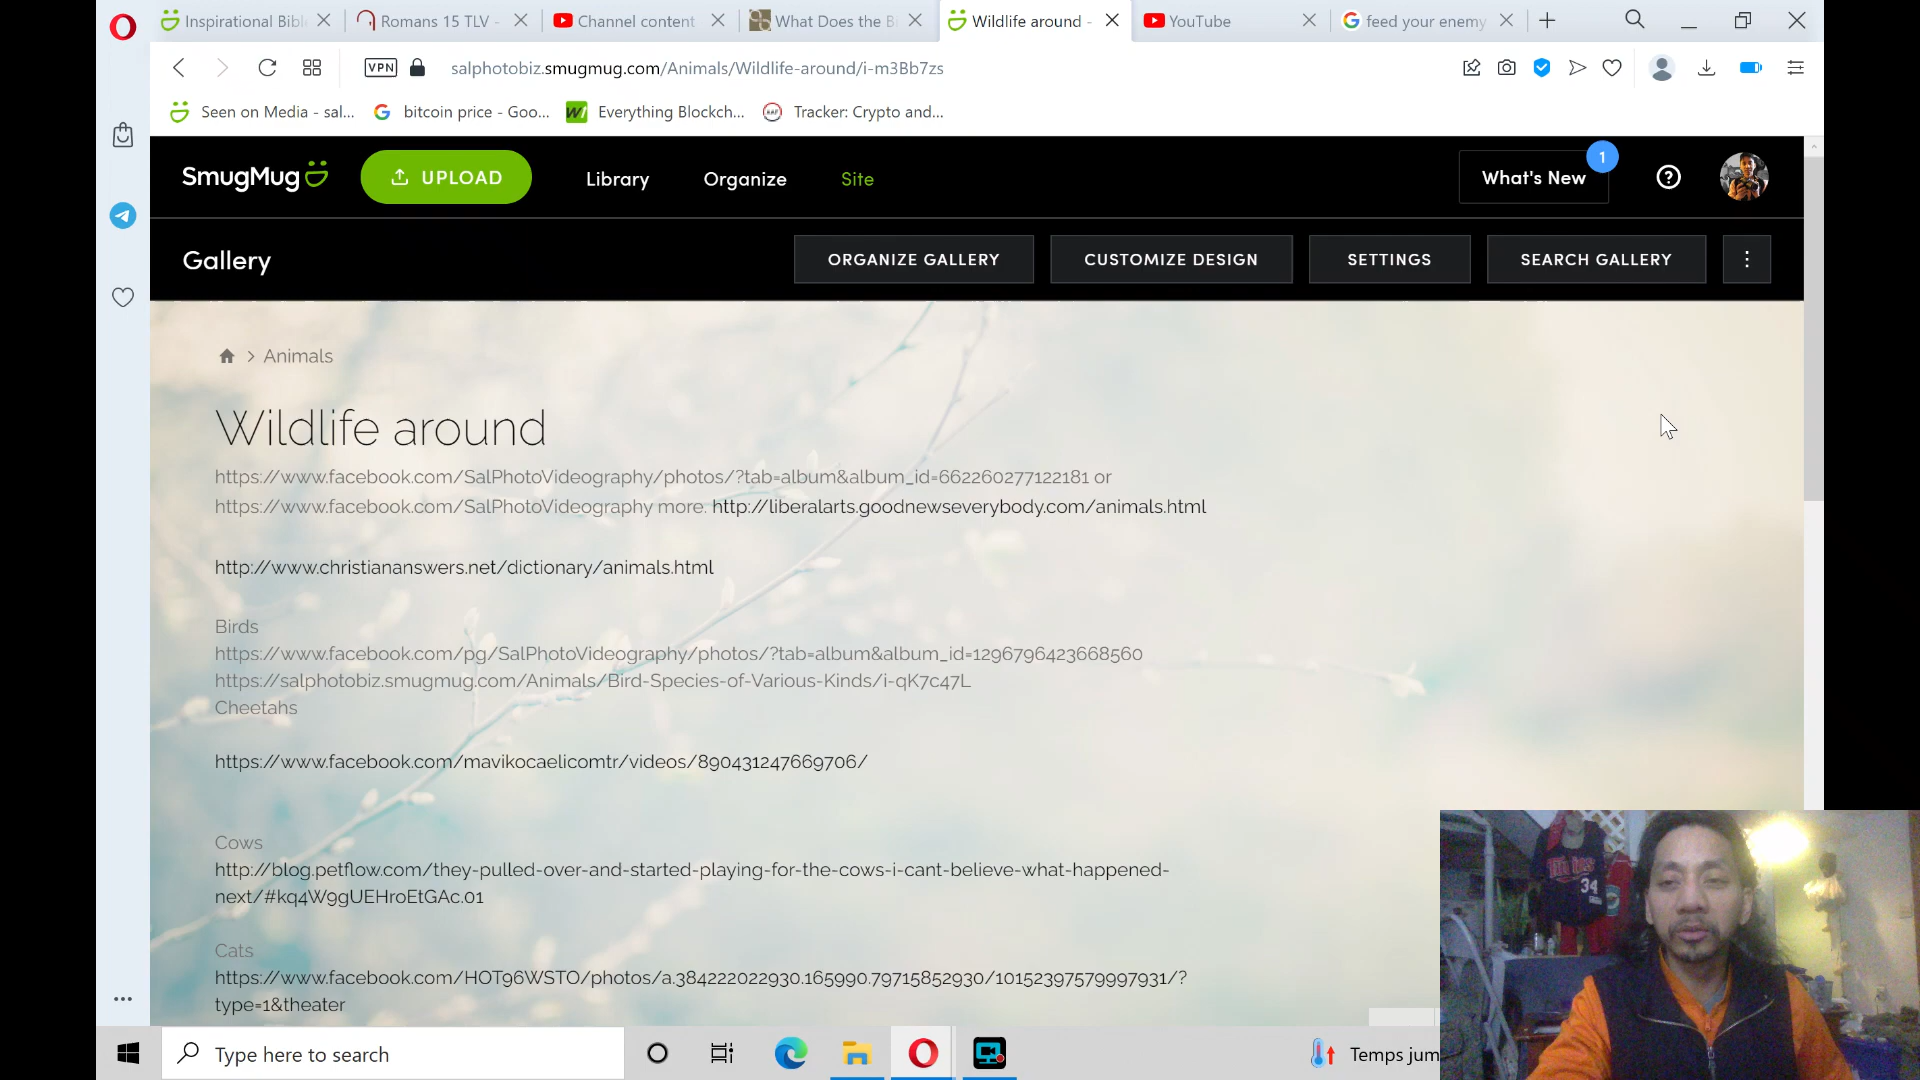 Inspirational Bibl
Romans 15 TLV -
Channel content
What Does the Bi
Wildlife around -
YouTube
feed your enemy
VPN
salphotobiz.smugmug.com/Animals/Wildlife-around/i-m3Bb7zs
Seen on Media - sal...
bitcoin price - Goo...
Everything Blockch...
Tracker: Crypto and...
SmugMug
UPLOAD
Library
Organize
Site
What's New
1
Gallery
ORGANIZE GALLERY
CUSTOMIZE DESIGN
SETTINGS
SEARCH GALLERY
> Animals
Wildlife around
https://www.facebook.com/SalPhotoVideography/photos/?tab=album&album_id=662260277122181 or
https://www.facebook.com/SalPhotoVideography more. http://liberalarts.goodnewseverybody.com/animals.html
http://www.christiananswers.net/dictionary/animals.html
Birds
https://www.facebook.com/pg/SalPhotoVideography/photos/?tab=album&album_id=1296796423668560
https://salphotobiz.smugmug.com/Animals/Bird-Species-of-Various-Kinds/i-qK7c47L
Cheetahs
https://www.facebook.com/mavikocaelicomtr/videos/890431247669706/
Cows
http://blog.petflow.com/they-pulled-over-and-started-playing-for-the-cows-i-cant-believe-what-happened-
next/#kq4W9gUEHroEtGAc.01
Cats
https://www.facebook.com/HOT96WSTO/photos/a.384222022930.165990.79715852930/10152397579997931/?
type=1&theater
34
Type here to search
Temps jum